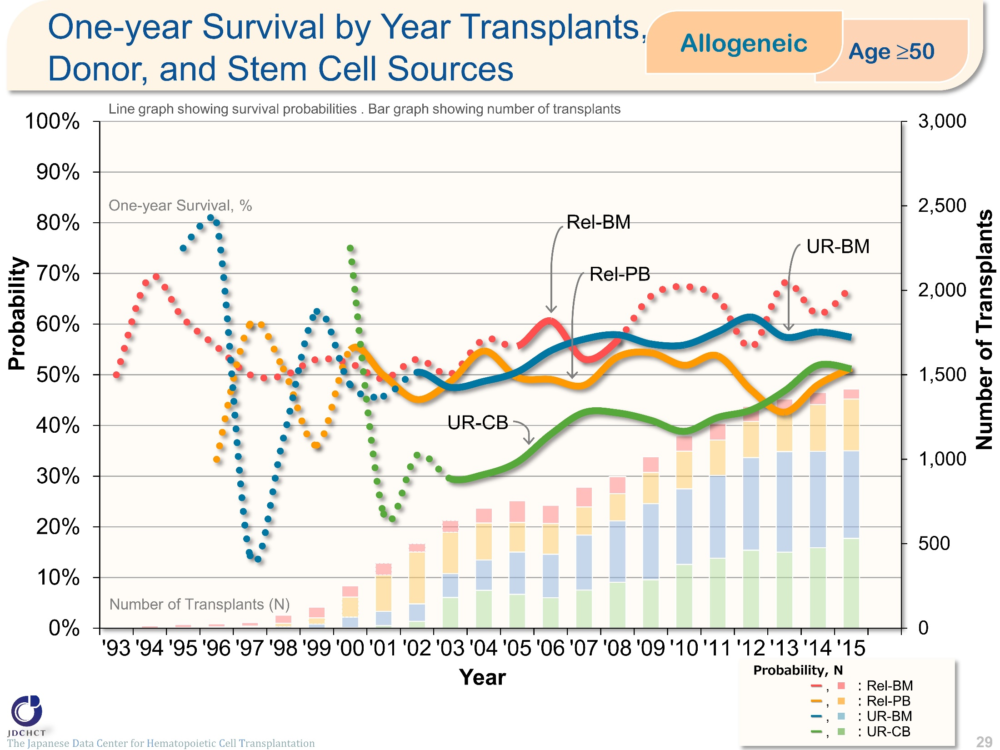 One-year Survival by Year Transplants,
Donor, and Stem Cell Sources
Allogeneic
Age ≥50
Line graph showing survival probabilities . Bar graph showing number of transplants
100%
90%
80%
70%
60%
50%
40%
30%
20%
10%
0%
Probability
One-year Survival, %
Rel-BM
UR-BM
Rel-PB
UR-CB
Number of Transplants (N)
3,000
2,500
2,000
1,500
1,000
500
0
Number of Transplants
'93 '94 '95 '96 '97 '98 '99 '00 '01 '02 '03 '04 '05 '06 '07 '08 '09 '10 '11 '12 '13 '14 '15
Year
Probability, N
, : Rel-BM
, : Rel-PB
, : UR-BM
, : UR-CB
JDCHCT
The Japanese Data Center for Hematopoietic Cell Transplantation
29